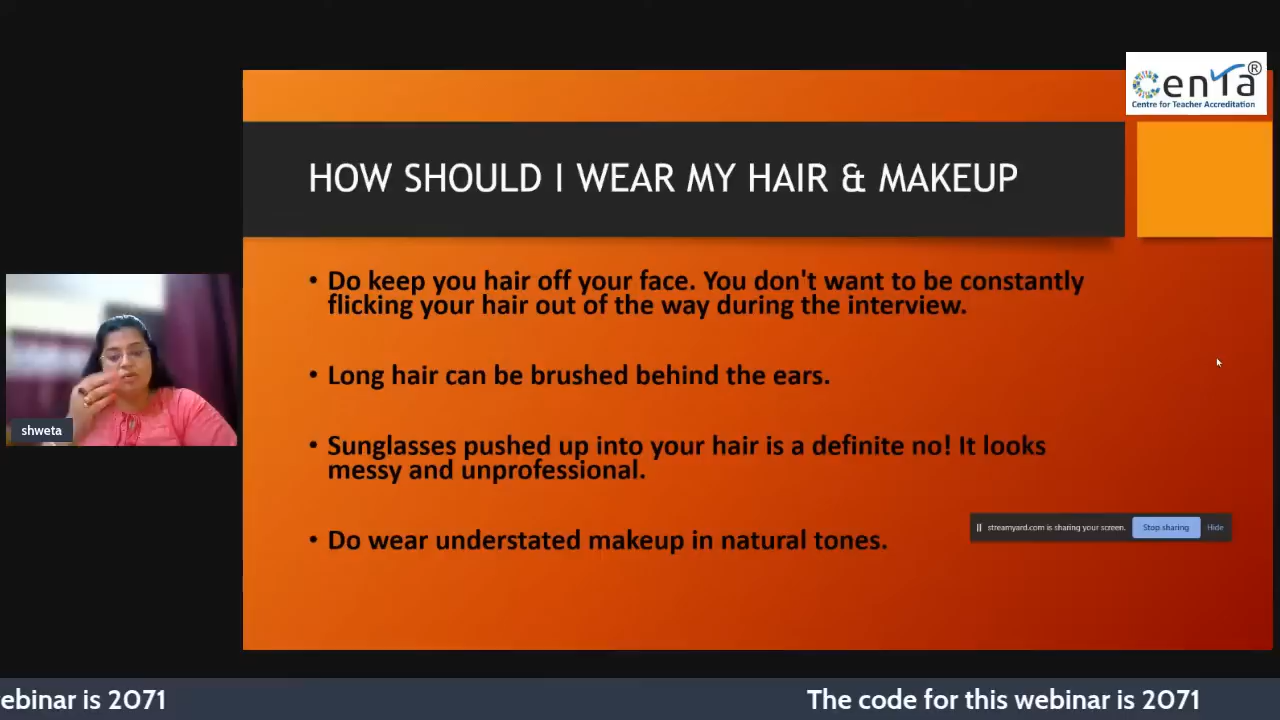 cenTa®
Centre for Teacher Accreditation
HOW SHOULD I WEAR MY HAIR & MAKEUP
• Do keep you hair off your face. You don't want to be constantly
flicking your hair out of the way during the interview.
• Long hair can be brushed behind the ears.
• Sunglasses pushed up into your hair is a definite no! It looks
messy and unprofessional.
• Do wear understated makeup in natural tones.
shweta
streamyard.com is sharing your screen. Stop sharing Hide
ebinar is 2071 The code for this webinar is 2071